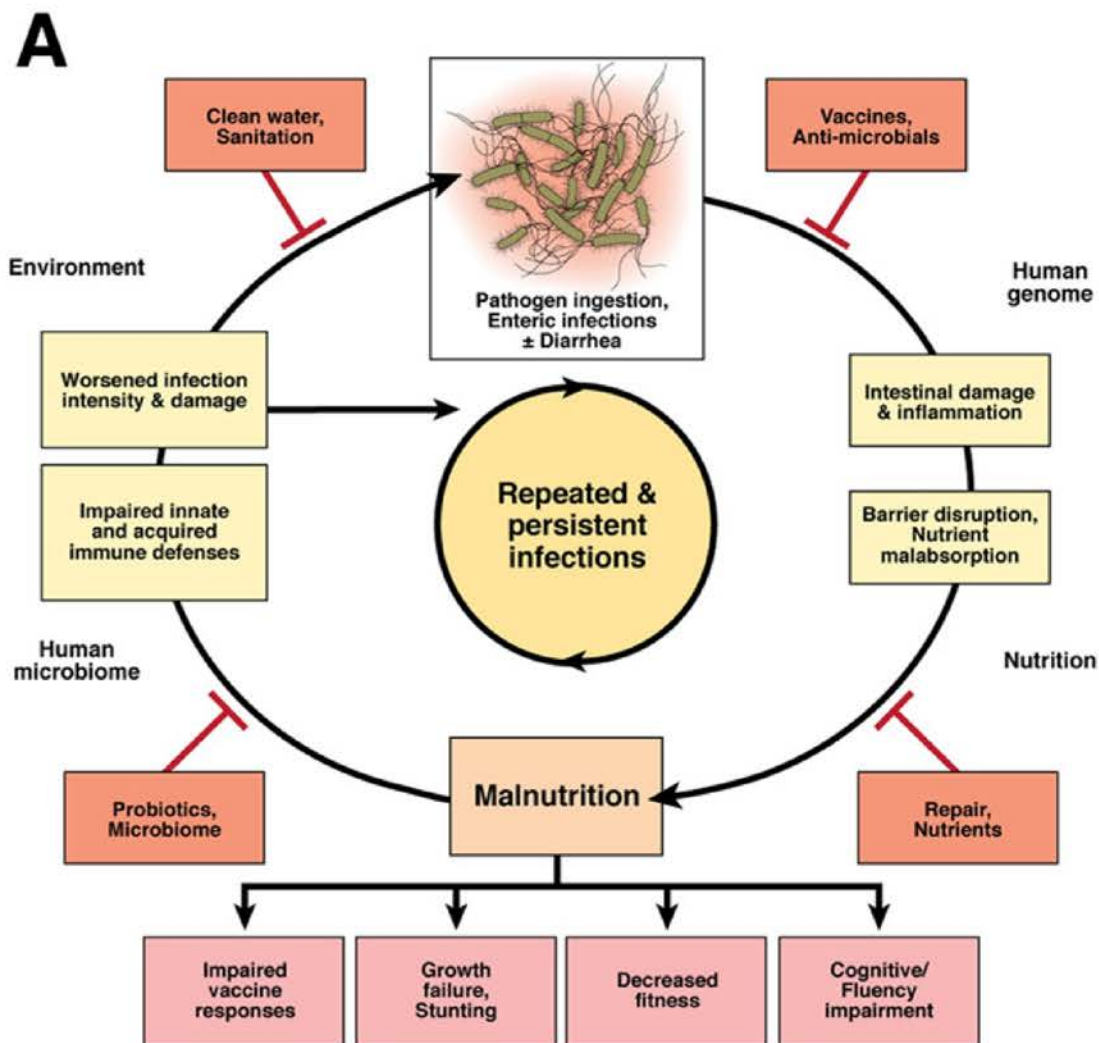 A
Clean water,
Sanitation
Vaccines,
Anti-microbials
Pathogen ingestion,
Enteric infections
± Diarrhea
Environment
Human
genome
Worsened infection
intensity & damage
Intestinal damage
& inflammation
Impaired innate
and acquired
immune defenses
Repeated &
persistent
infections
Barrier disruption,
Nutrient
malabsorption
Human
microbiome
Nutrition
Probiotics,
Microbiome
Malnutrition
Repair,
Nutrients
Impaired
vaccine
responses
Growth
failure,
Stunting
Decreased
fitness
Cognitive/
Fluency
impairment